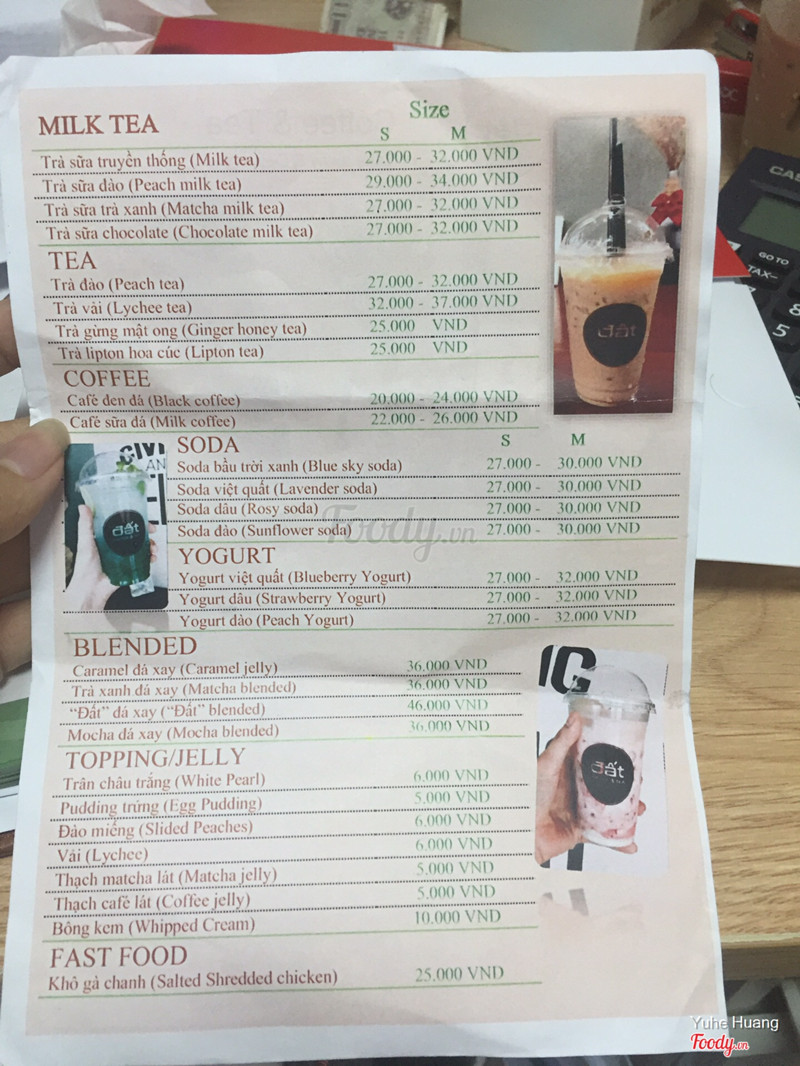 Size
MILK TEA
S M
Trà sữa truyền thống (Milk tea) 27.000 - 32.000 VND
Trà sữa đào (Peach milk tea) 29.000 - 34.000 VND
Trà sữa trà xanh (Matcha milk tea) 27.000 - 32.000 VND
Trà sữa chocolate (Chocolate milk tea) 27.000 - 32.000 VND
TEA
Trà đào (Peach tea) 27.000 - 32.000 VND
Trà vải (Lychee tea) 32.000 - 37.000 VND
Trà gừng mật ong (Ginger honey tea) 25.000 VND
Trà lipton hoa cúc (Lipton tea) 25.000 VND
COFFEE
Café đen đá (Black coffee) 20.000 - 24.000 VND
Café sữa đá (Milk coffee) 22.000 - 26.000 VND
SODA S M
Soda bầu trời xanh (Blue sky soda) 27.000 - 30.000 VND
Soda việt quất (Lavender soda) 27.000 - 30.000 VND
Soda dâu (Rosy soda) 27.000 - 30.000 VND
Soda đào (Sunflower soda) 27.000 - 30.000 VND
YOGURT
Yogurt việt quất (Blueberry Yogurt) 27.000 - 32.000 VND
Yogurt dâu (Strawberry Yogurt) 27.000 - 32.000 VND
Yogurt đào (Peach Yogurt) 27.000 - 32.000 VND
BLENDED
Caramel đá xay (Caramel jelly) 36.000 VND
Trà xanh đá xay (Matcha blended) 36.000 VND
“Đất” đá xay (“Đất” blended) 46.000 VND
Mocha đá xay (Mocha blended) 36.000 VND
TOPPING/JELLY
Trân châu trắng (White Pearl) 6.000 VND
Pudding trứng (Egg Pudding) 5.000 VND
Đào miếng (Slided Peaches) 6.000 VND
Vải (Lychee) 6.000 VND
Thạch matcha lát (Matcha jelly) 5.000 VND
Thạch café lát (Coffee jelly) 5.000 VND
Bông kem (Whipped Cream) 10.000 VND
FAST FOOD
Khô gà chanh (Salted Shredded chicken) 25.000 VND
đất
đất
đất
Foody.vn
CAS
GO TO
TAX-
8
5
Yuhe Huang
Foody.vn